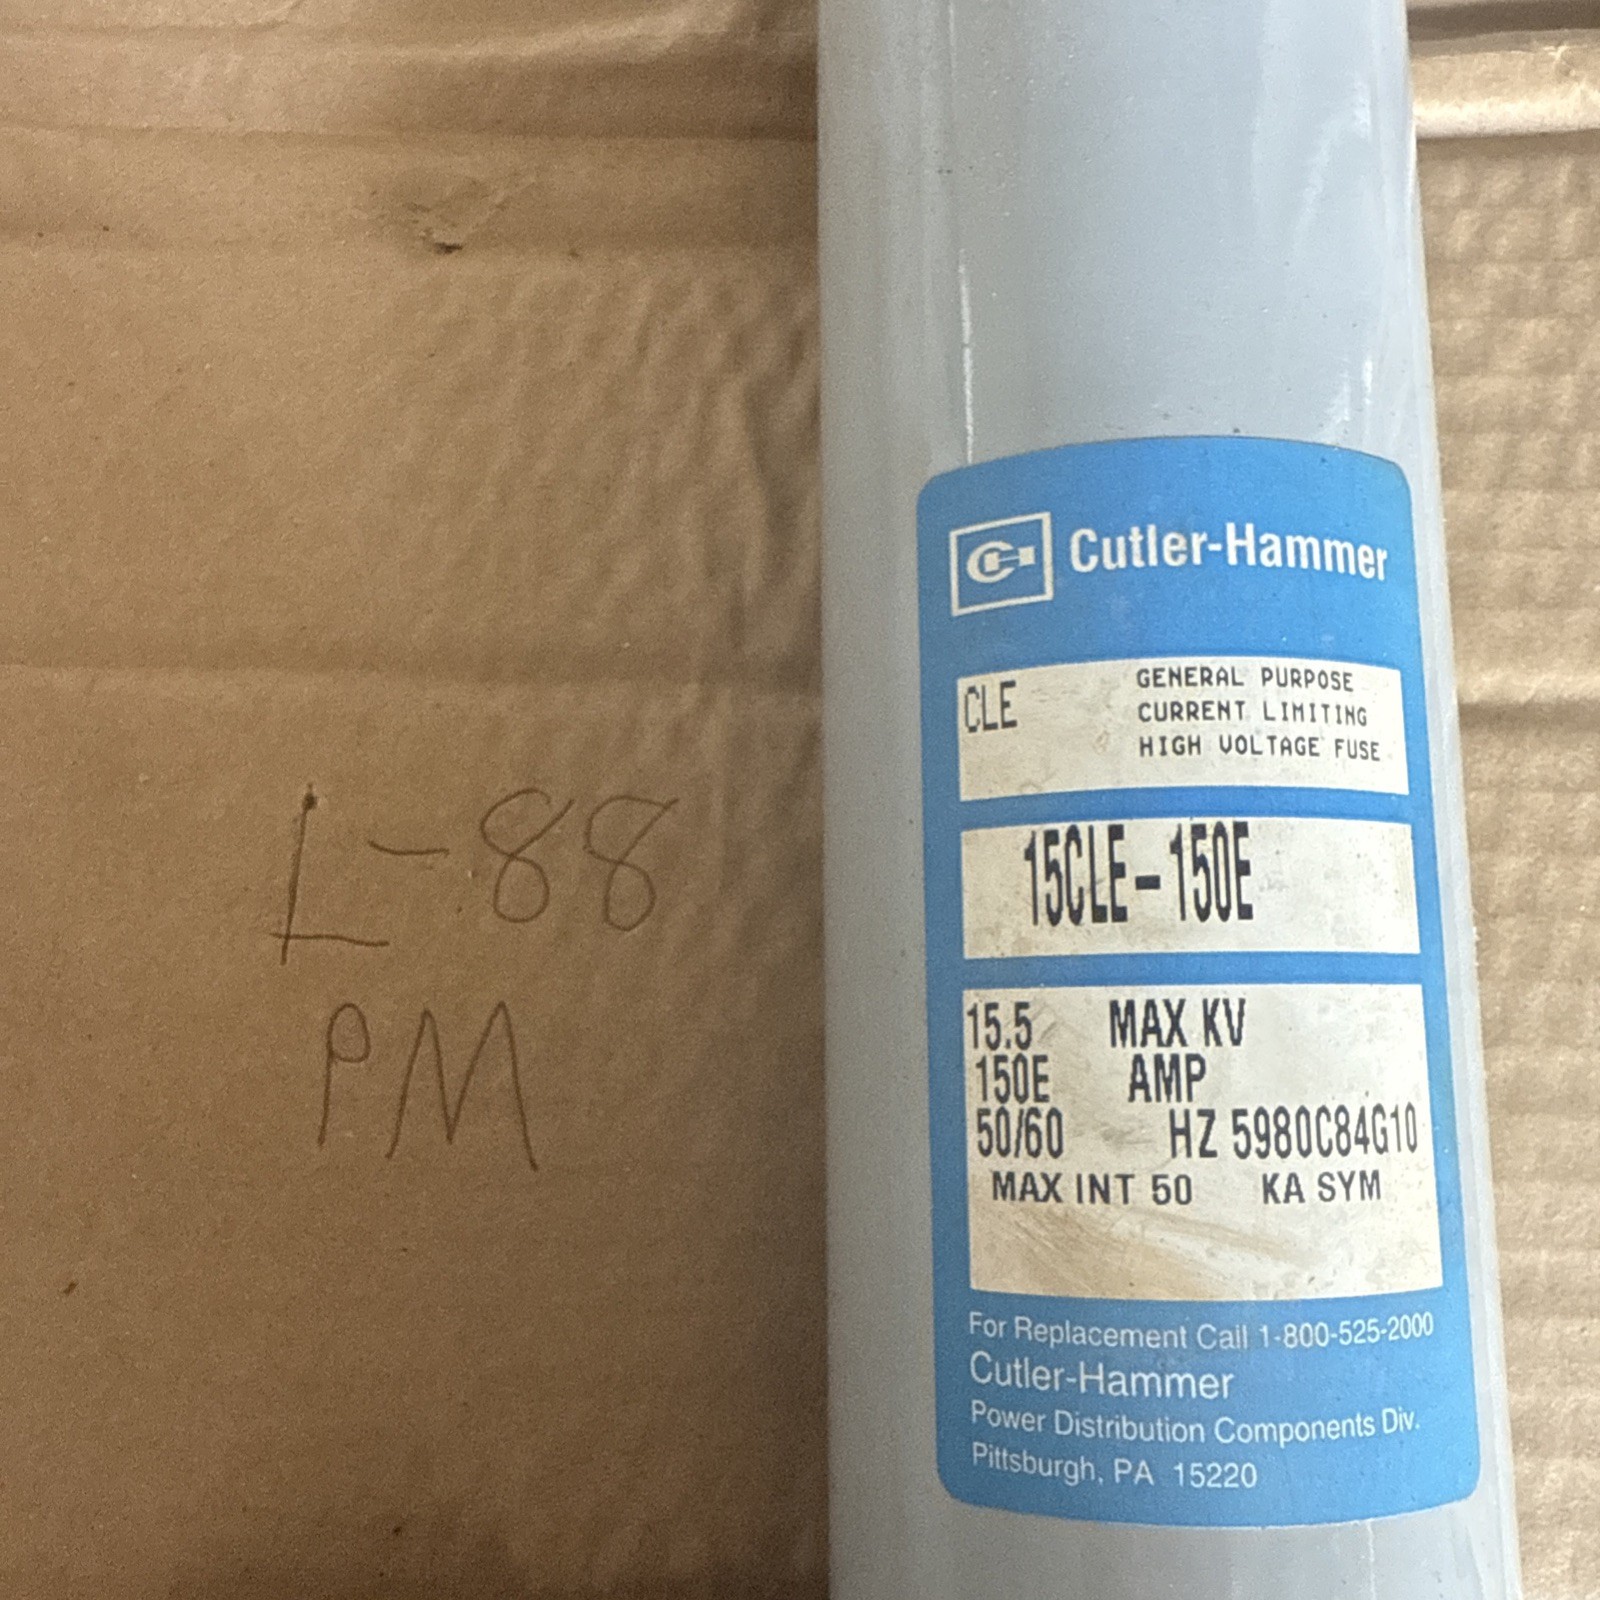 L-88
PM
Cutler-Hammer
CLE
GENERAL PURPOSE
CURRENT LIMITING
HIGH VOLTAGE FUSE
15CLE-150E
15.5 MAX KV
150E AMP
50/60 HZ 5980C84G10
MAX INT 50 KA SYM
For Replacement Call 1-800-525-2000
Cutler-Hammer
Power Distribution Components Div.
Pittsburgh, PA 15220